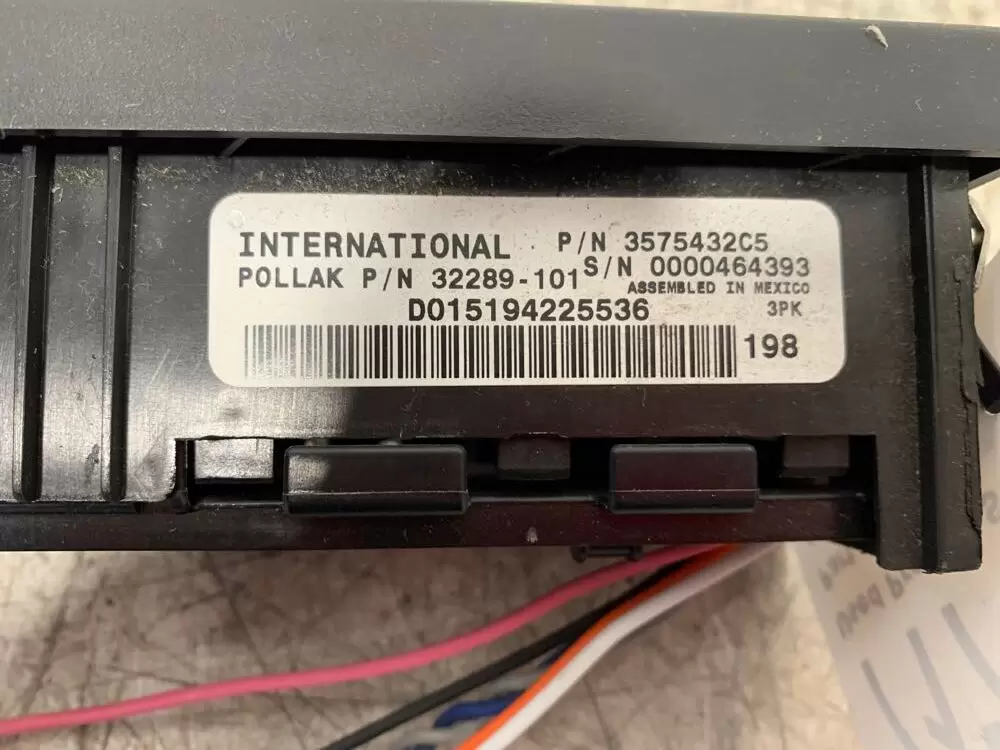 INTERNATIONAL P/N 3575432C5
POLLAK P/N 32289-101 S/N 0000464393
ASSEMBLED IN MEXICO
D015194225536 3PK
198